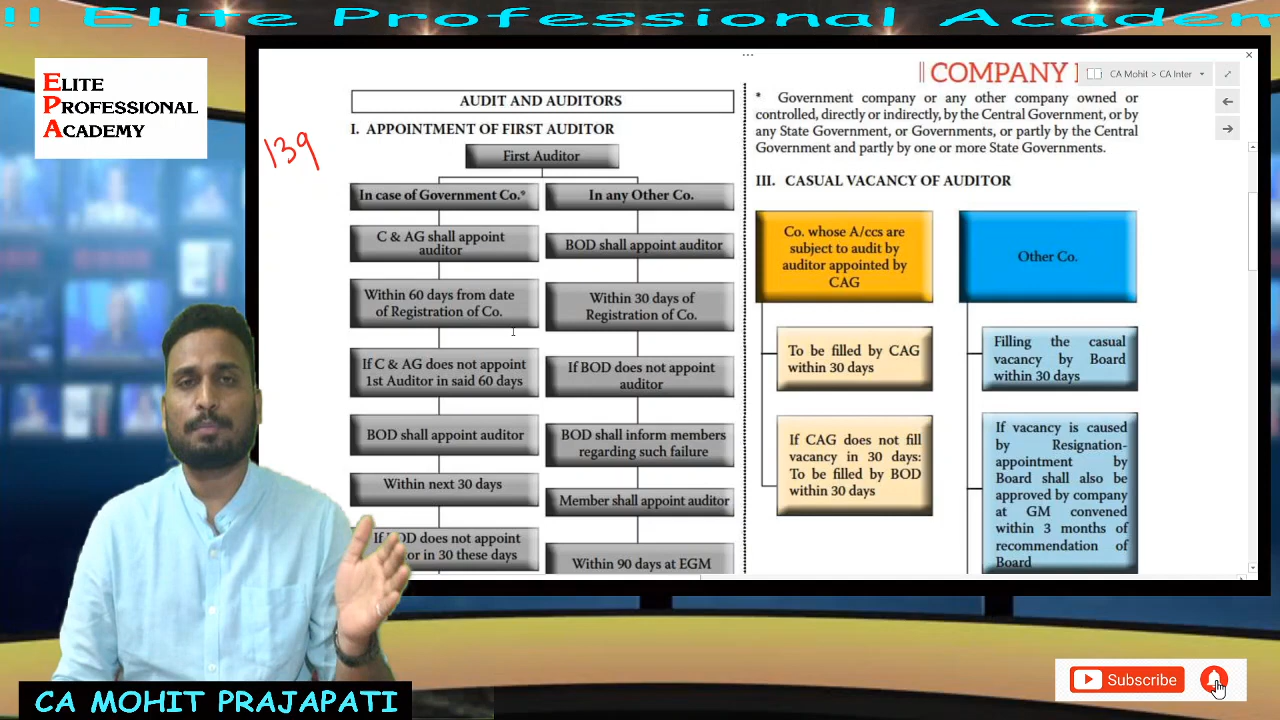 !! Elite Professional Academ
ELITE
PROFESSIONAL
ACADEMY
COMPANY
CA Mohit > CA Inter
139
AUDIT AND AUDITORS
I. APPOINTMENT OF FIRST AUDITOR
First Auditor
In case of Government Co.*
C & AG shall appoint
auditor
Within 60 days from date
of Registration of Co.
If C & AG does not appoint
1st Auditor in said 60 days
BOD shall appoint auditor
Within next 30 days
If BOD does not appoint
in 30 these days
In any Other Co.
BOD shall appoint auditor
Within 30 days of
Registration of Co.
If BOD does not appoint
auditor
BOD shall inform members
regarding such failure
Member shall appoint auditor
Within 90 days at EGM
* Government company or any other company owned or
controlled, directly or indirectly, by the Central Government, or by
any State Government, or Governments, or partly by the Central
Government and partly by one or more State Governments.
III. CASUAL VACANCY OF AUDITOR
Co. whose A/ccs are
subject to audit by
auditor appointed by
CAG
To be filled by CAG
within 30 days
If CAG does not fill
vacancy in 30 days:
To be filled by BOD
within 30 days
Other Co.
Filling the casual
vacancy by Board
within 30 days
If vacancy is caused
by Resignation-
appointment by
Board shall also be
approved by company
at GM convened
within 3 months of
recommendation of
Board
CA MOHIT PRAJAPATI
Subscribe